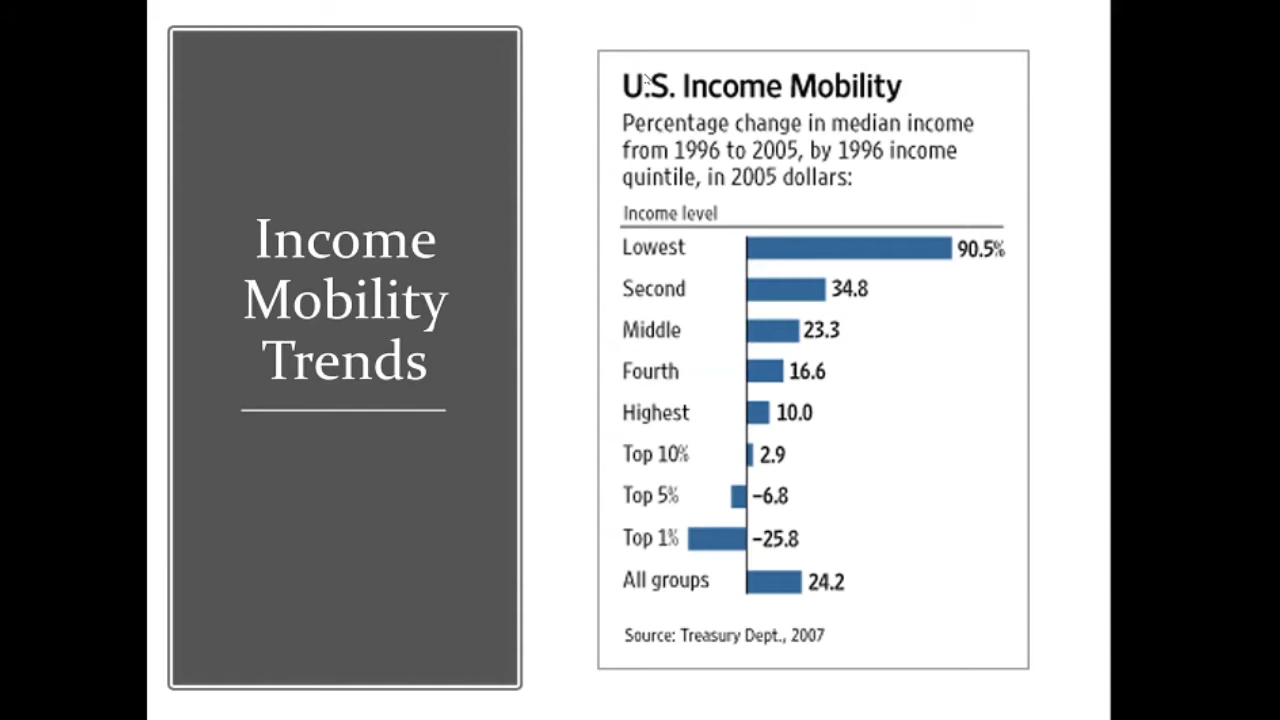 Income
Mobility
Trends
U.S. Income Mobility
Percentage change in median income
from 1996 to 2005, by 1996 income
quintile, in 2005 dollars:
Income level
Lowest 90.5%
Second 34.8
Middle 23.3
Fourth 16.6
Highest 10.0
Top 10% 2.9
Top 5% –6.8
Top 1% –25.8
All groups 24.2
Source: Treasury Dept., 2007